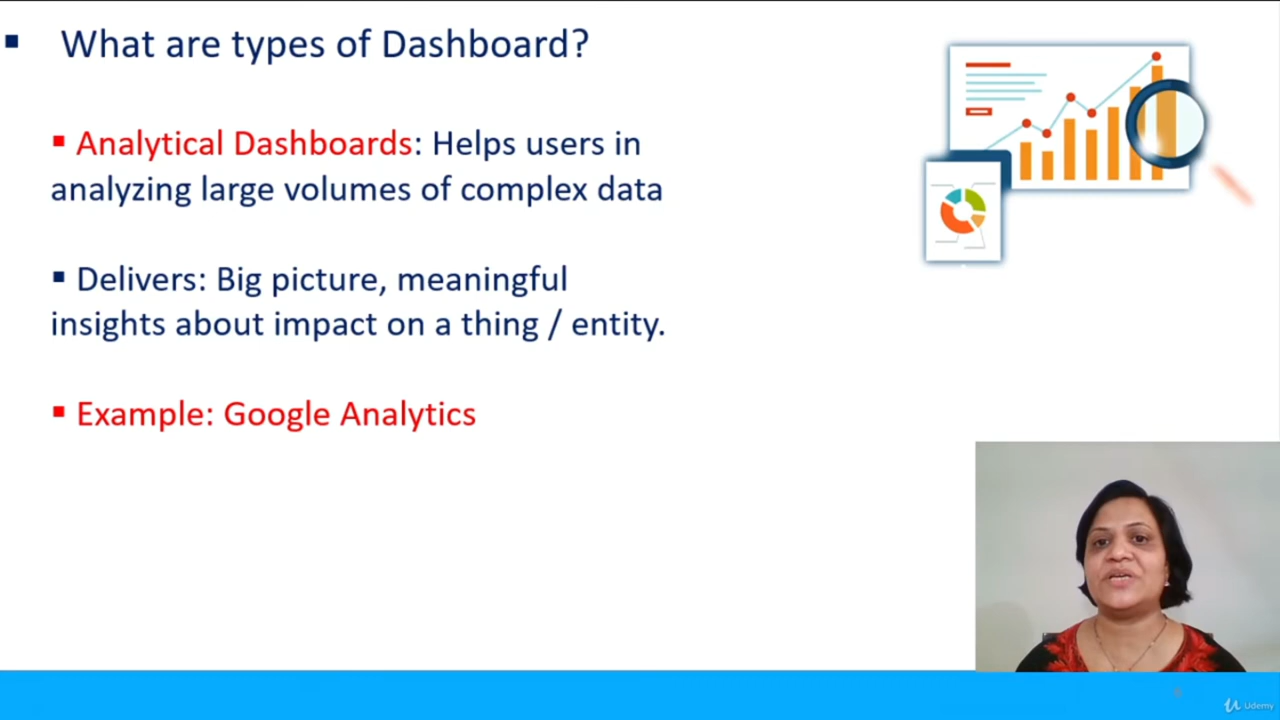 ▪ What are types of Dashboard?
▪ Analytical Dashboards: Helps users in
analyzing large volumes of complex data
▪ Delivers: Big picture, meaningful
insights about impact on a thing / entity.
▪ Example: Google Analytics
Udemy